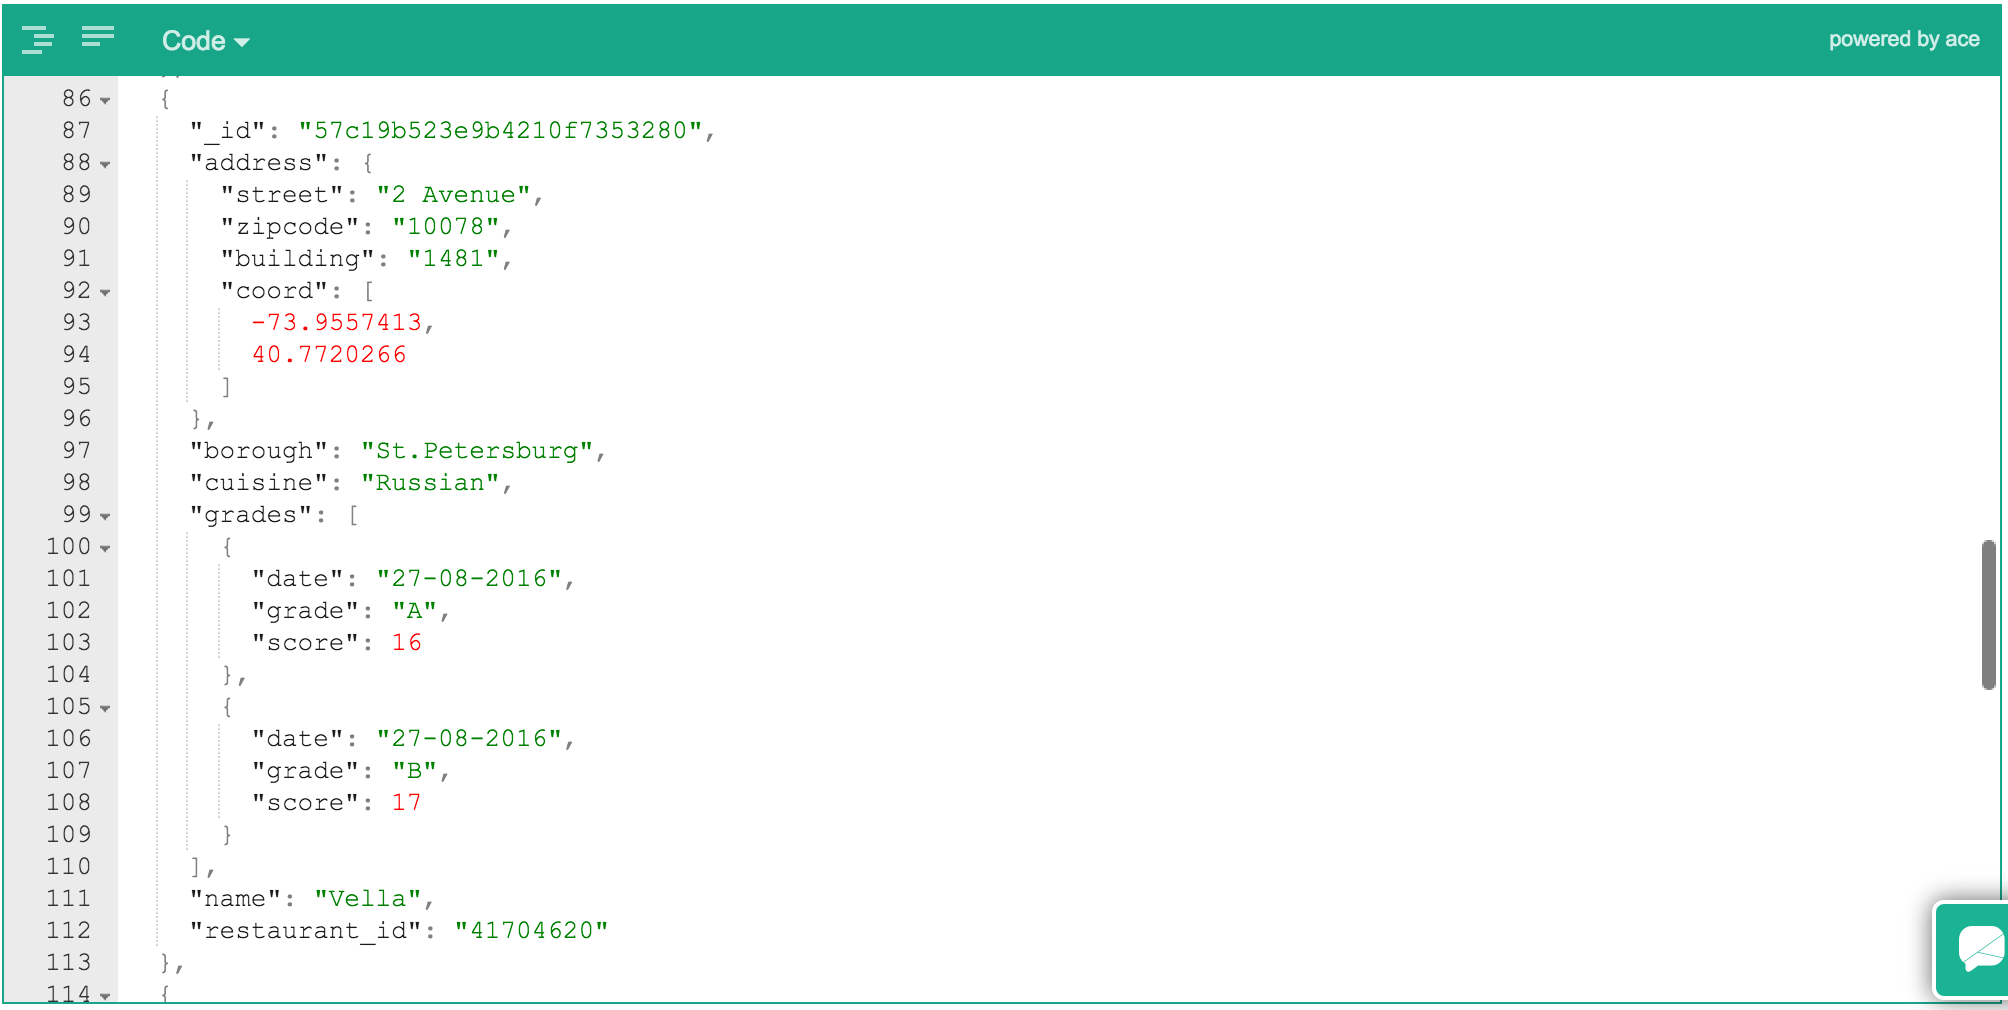 Code
powered by ace
86 {
87 "_id": "57c19b523e9b4210f7353280",
88 "address": {
89 "street": "2 Avenue",
90 "zipcode": "10078",
91 "building": "1481",
92 "coord": [
93 -73.9557413,
94 40.7720266
95 ]
96 },
97 "borough": "St.Petersburg",
98 "cuisine": "Russian",
99 "grades": [
100 {
101 "date": "27-08-2016",
102 "grade": "A",
103 "score": 16
104 },
105 {
106 "date": "27-08-2016",
107 "grade": "B",
108 "score": 17
109 }
110 ],
111 "name": "Vella",
112 "restaurant_id": "41704620"
113 },
114 {